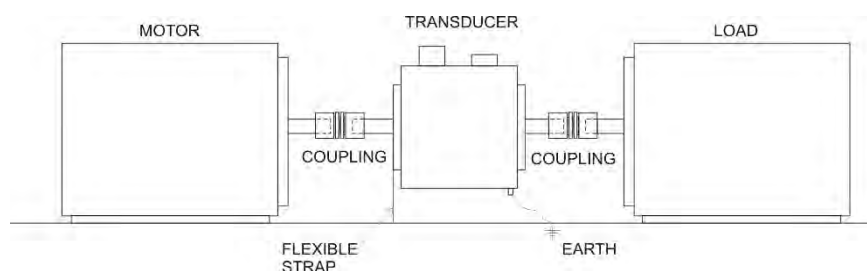 TRANSDUCER
MOTOR
LOAD
COUPLING
COUPLING
FLEXIBLE
STRAP
EARTH